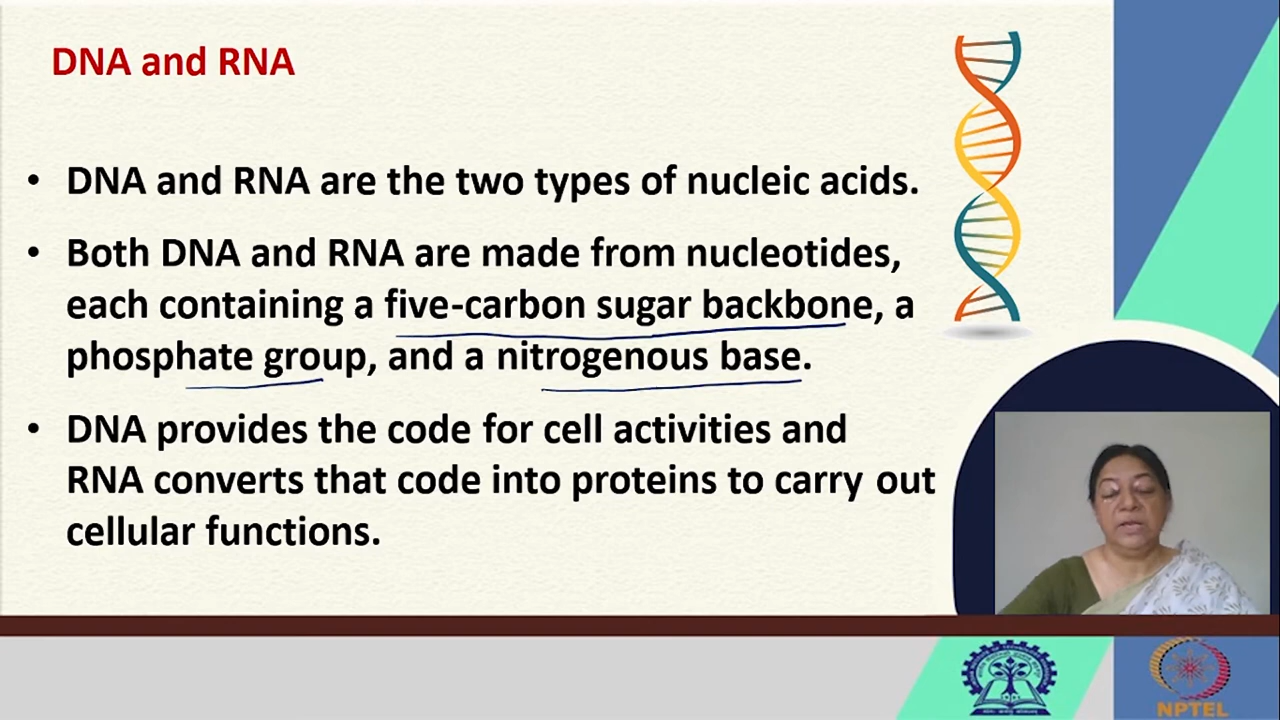 DNA and RNA
• DNA and RNA are the two types of nucleic acids.
• Both DNA and RNA are made from nucleotides,
each containing a five-carbon sugar backbone, a
phosphate group, and a nitrogenous base.
• DNA provides the code for cell activities and
RNA converts that code into proteins to carry out
cellular functions.
NPTEL